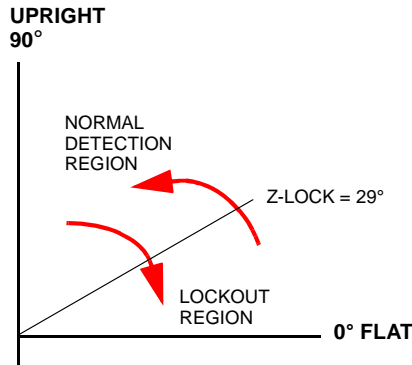 UPRIGHT
90°
NORMAL
DETECTION
REGION
Z-LOCK = 29°
LOCKOUT
REGION
0° FLAT